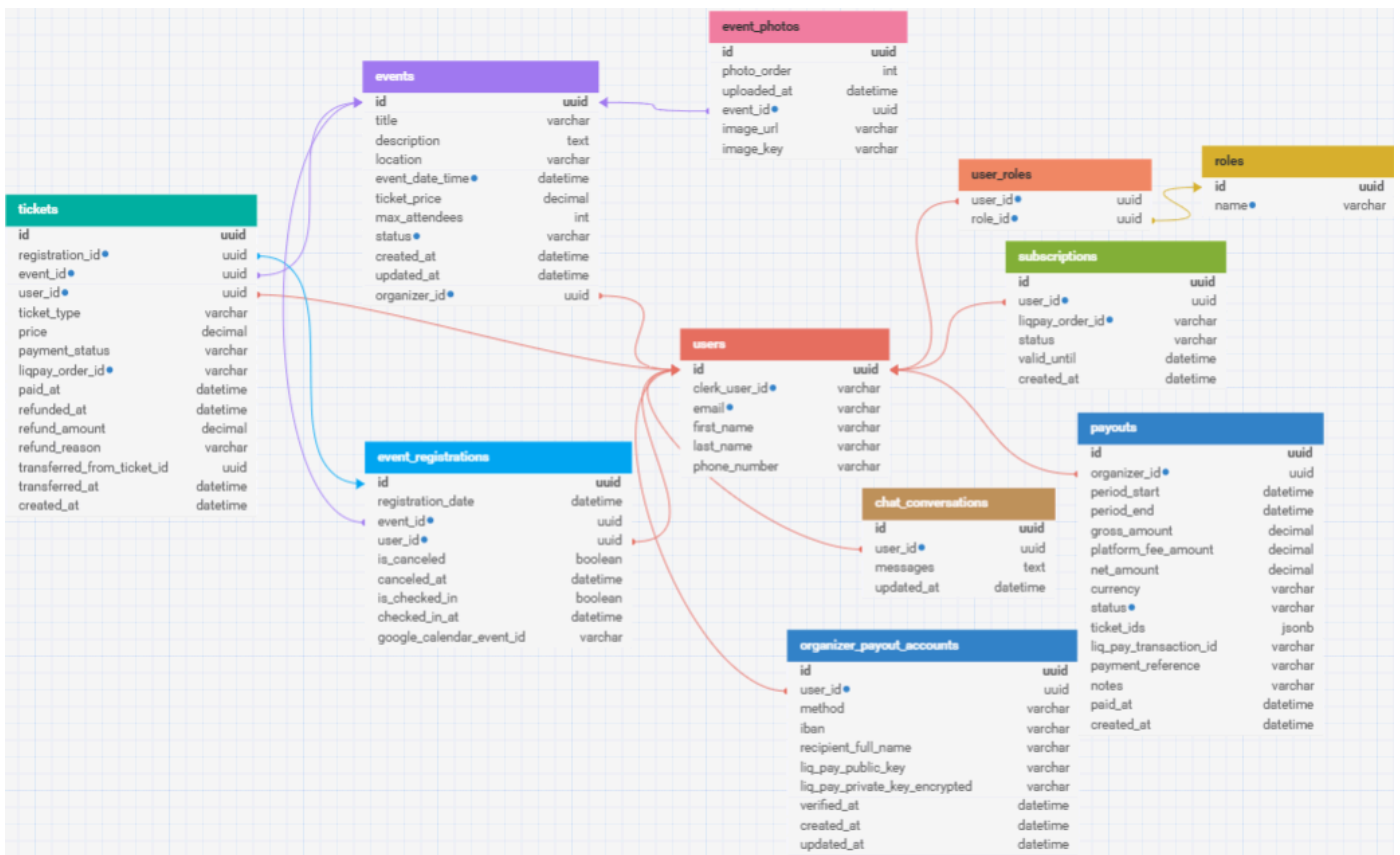 event_photos
id uuid
photo_order int
uploaded_at datetime
event_id uuid
image_url varchar
image_key varchar
events
id uuid
title varchar
description text
location varchar
event_date_time datetime
ticket_price decimal
max_attendees int
status varchar
created_at datetime
updated_at datetime
organizer_id uuid
user_roles
user_id uuid
role_id uuid
roles
id uuid
name varchar
tickets
id uuid
registration_id uuid
event_id uuid
user_id uuid
ticket_type varchar
price decimal
payment_status varchar
liqpay_order_id varchar
paid_at datetime
refunded_at datetime
refund_amount decimal
refund_reason varchar
transferred_from_ticket_id uuid
transferred_at datetime
created_at datetime
subscriptions
id uuid
user_id uuid
liqpay_order_id varchar
status varchar
valid_until datetime
created_at datetime
users
id uuid
clerk_user_id varchar
email varchar
first_name varchar
last_name varchar
phone_number varchar
event_registrations
id uuid
registration_date datetime
event_id uuid
user_id uuid
is_canceled boolean
canceled_at datetime
is_checked_in boolean
checked_in_at datetime
google_calendar_event_id varchar
payouts
id uuid
organizer_id uuid
period_start datetime
period_end datetime
gross_amount decimal
platform_fee_amount decimal
net_amount decimal
currency varchar
status varchar
ticket_ids jsonb
liq_pay_transaction_id varchar
payment_reference varchar
notes varchar
paid_at datetime
created_at datetime
chat_conversations
id uuid
user_id uuid
messages text
updated_at datetime
organizer_payout_accounts
id uuid
user_id uuid
method varchar
iban varchar
recipient_full_name varchar
liq_pay_public_key varchar
liq_pay_private_key_encrypted varchar
verified_at datetime
created_at datetime
updated_at datetime